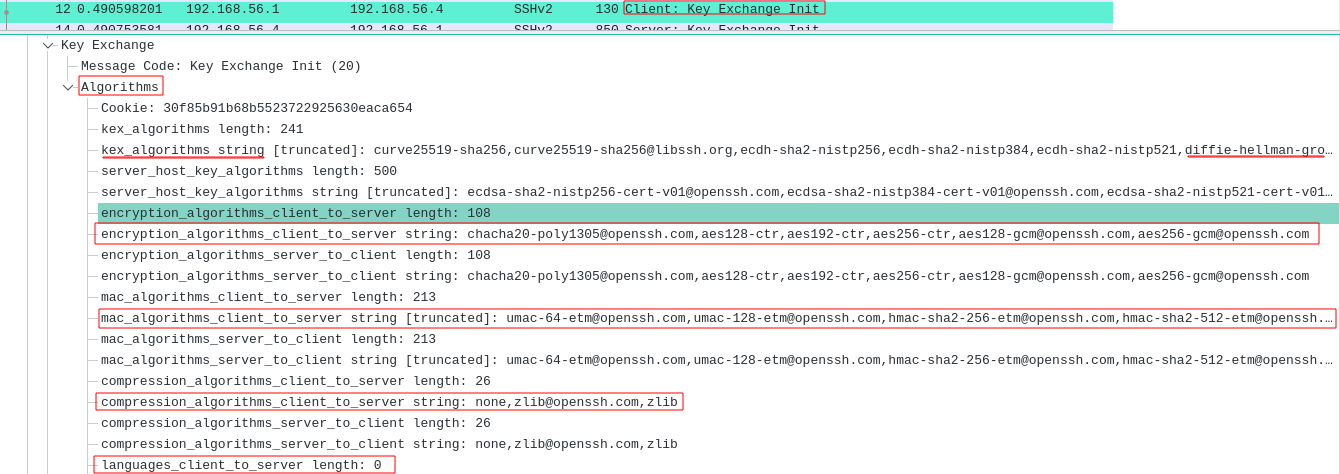 12 0.490598201 192.168.56.1 192.168.56.4 SSHv2 130 Client: Key Exchange Init
14 0.490753581 192.168.56.4 192.168.56.1 SSHv2 850 Server: Key Exchange Init
Key Exchange
Message Code: Key Exchange Init (20)
Algorithms
Cookie: 30f85b91b68b5523722925630eaca654
kex_algorithms length: 241
kex_algorithms string [truncated]: curve25519-sha256,curve25519-sha256@libssh.org,ecdh-sha2-nistp256,ecdh-sha2-nistp384,ecdh-sha2-nistp521,diffie-hellman-gro…
server_host_key_algorithms length: 500
server_host_key_algorithms string [truncated]: ecdsa-sha2-nistp256-cert-v01@openssh.com,ecdsa-sha2-nistp384-cert-v01@openssh.com,ecdsa-sha2-nistp521-cert-v01…
encryption_algorithms_client_to_server length: 108
encryption_algorithms_client_to_server string: chacha20-poly1305@openssh.com,aes128-ctr,aes192-ctr,aes256-ctr,aes128-gcm@openssh.com,aes256-gcm@openssh.com
encryption_algorithms_server_to_client length: 108
encryption_algorithms_server_to_client string: chacha20-poly1305@openssh.com,aes128-ctr,aes192-ctr,aes256-ctr,aes128-gcm@openssh.com,aes256-gcm@openssh.com
mac_algorithms_client_to_server length: 213
mac_algorithms_client_to_server string [truncated]: umac-64-etm@openssh.com,umac-128-etm@openssh.com,hmac-sha2-256-etm@openssh.com,hmac-sha2-512-etm@openssh.…
mac_algorithms_server_to_client length: 213
mac_algorithms_server_to_client string [truncated]: umac-64-etm@openssh.com,umac-128-etm@openssh.com,hmac-sha2-256-etm@openssh.com,hmac-sha2-512-etm@openssh.…
compression_algorithms_client_to_server length: 26
compression_algorithms_client_to_server string: none,zlib@openssh.com,zlib
compression_algorithms_server_to_client length: 26
compression_algorithms_server_to_client string: none,zlib@openssh.com,zlib
languages_client_to_server length: 0